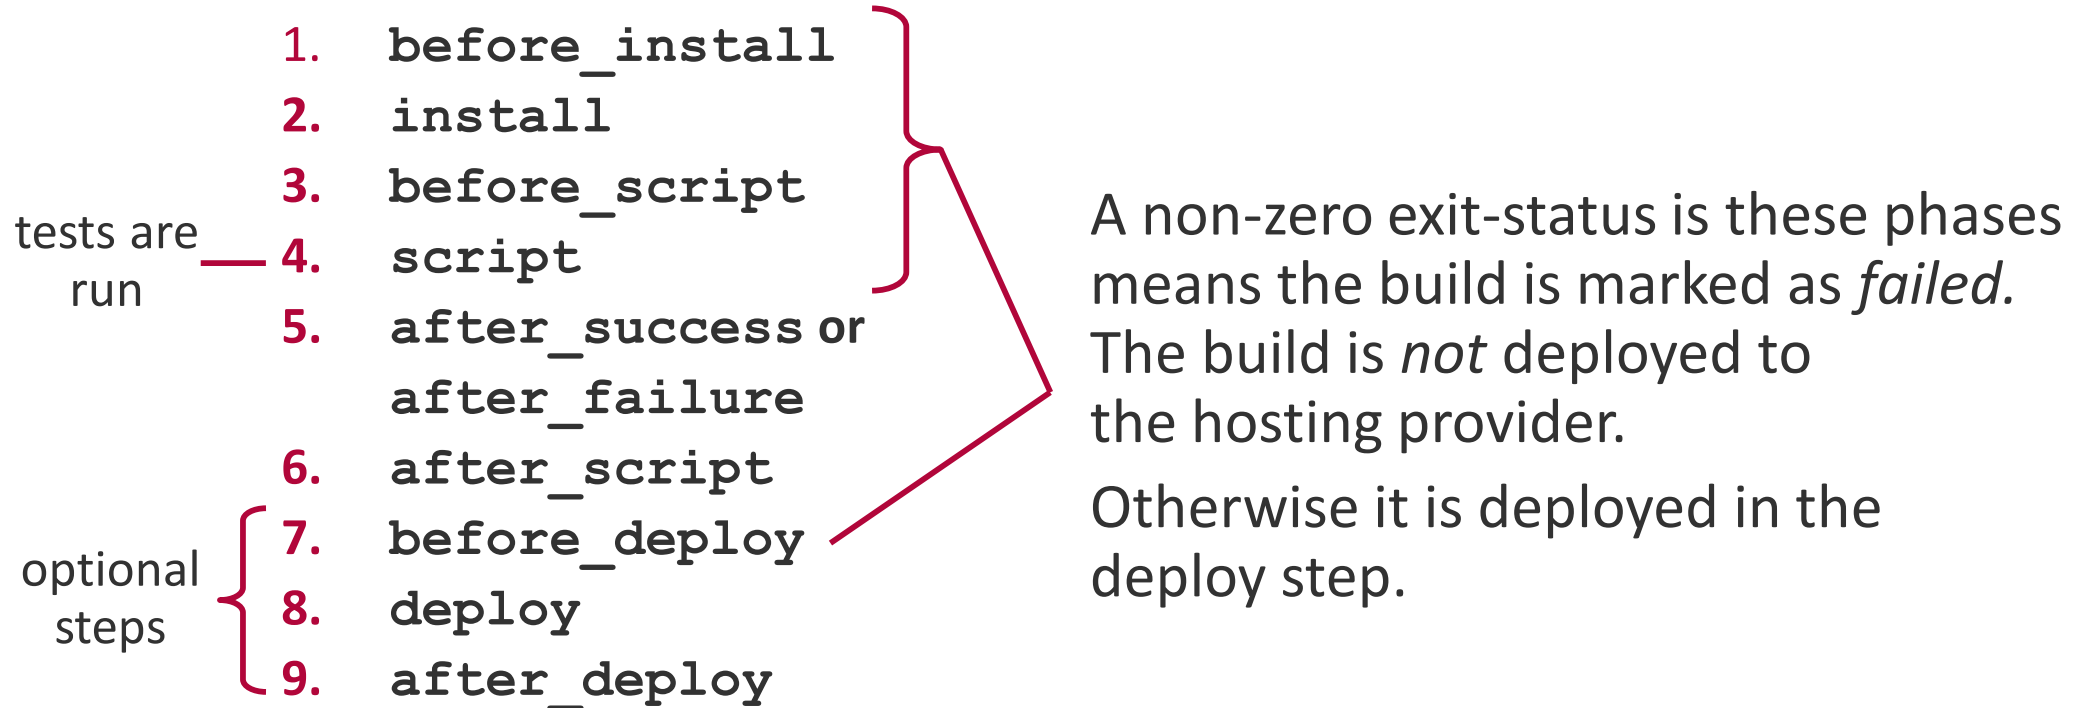 1. before_install
2. install
3. before_script
tests are
run
4. script
5. after_success or
after_failure
6. after_script
optional
steps
7. before_deploy
8. deploy
9. after_deploy
A non-zero exit-status is these phases
means the build is marked as failed.
The build is not deployed to
the hosting provider.
Otherwise it is deployed in the
deploy step.